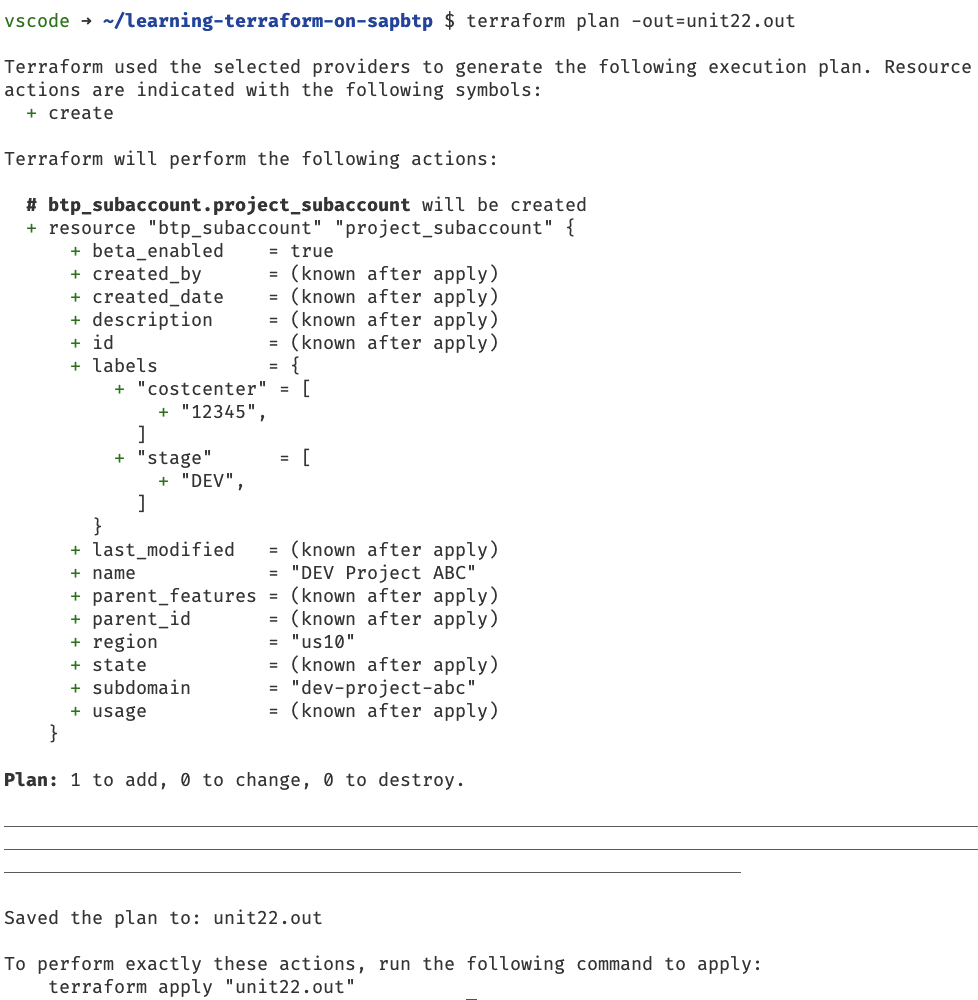 vscode → ~/learning-terraform-on-sapbtp $ terraform plan -out=unit22.out
Terraform used the selected providers to generate the following execution plan. Resource
actions are indicated with the following symbols:
  + create
Terraform will perform the following actions:
  # btp_subaccount.project_subaccount will be created
  + resource "btp_subaccount" "project_subaccount" {
      + beta_enabled    = true
      + created_by      = (known after apply)
      + created_date    = (known after apply)
      + description     = (known after apply)
      + id              = (known after apply)
      + labels          = {
          + "costcenter" = [
              + "12345",
            ]
          + "stage"      = [
              + "DEV",
            ]
        }
      + last_modified   = (known after apply)
      + name            = "DEV Project ABC"
      + parent_features = (known after apply)
      + parent_id       = (known after apply)
      + region          = "us10"
      + state           = (known after apply)
      + subdomain       = "dev-project-abc"
      + usage           = (known after apply)
    }
Plan: 1 to add, 0 to change, 0 to destroy.
Saved the plan to: unit22.out
To perform exactly these actions, run the following command to apply:
    terraform apply "unit22.out"